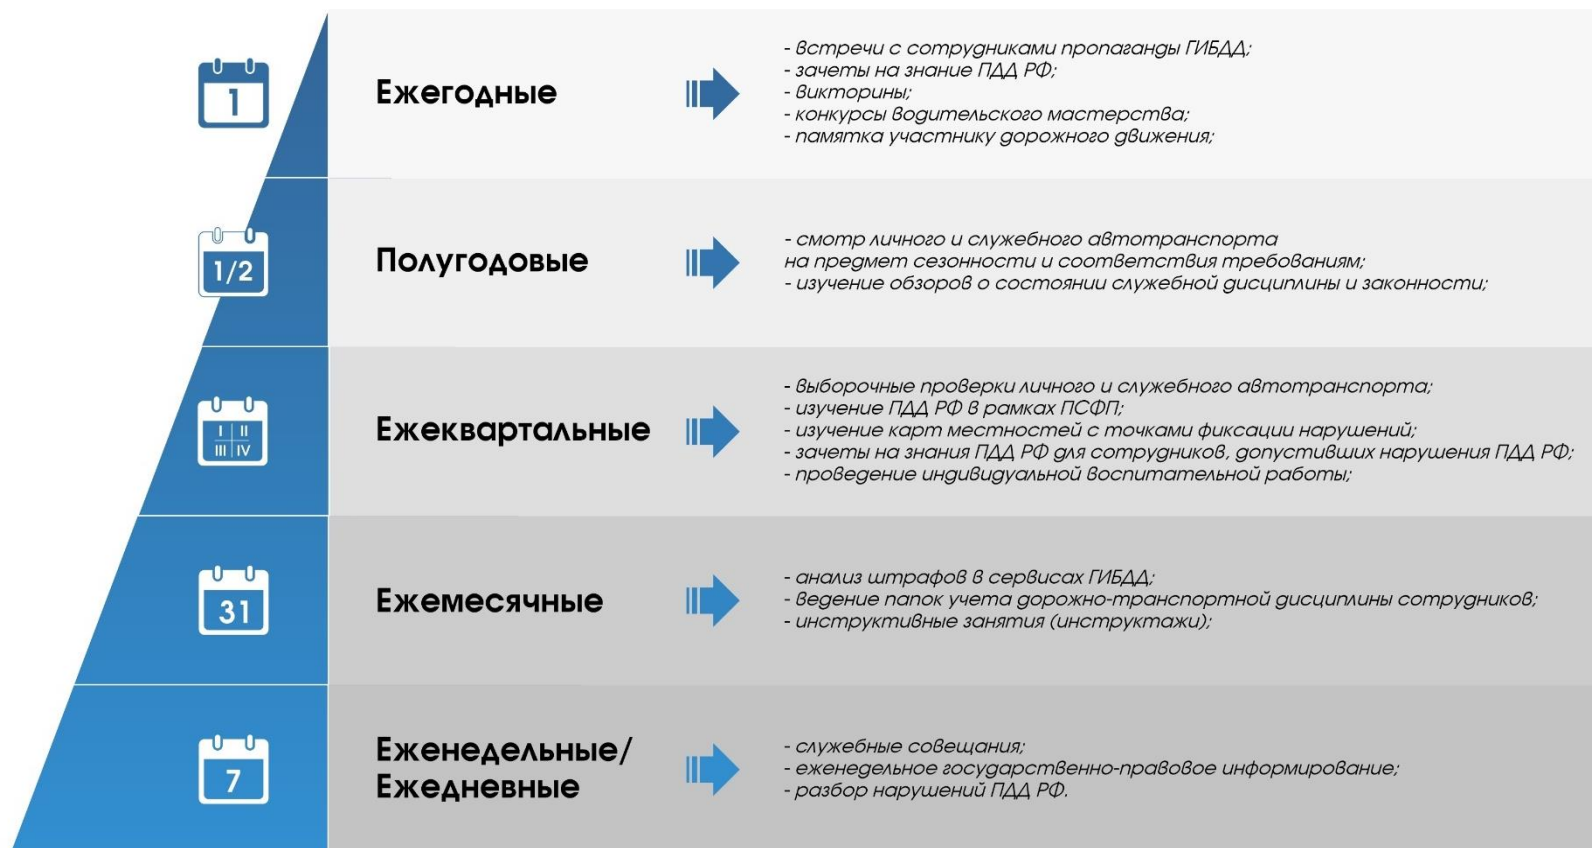 1
Ежегодные
- встречи с сотрудниками пропаганды ГИБДД;
- зачеты на знание ПДД РФ;
- викторины;
- конкурсы водительского мастерства;
- памятка участнику дорожного движения;
1/2
Полугодовые
- смотр личного и служебного автотранспорта
на предмет сезонности и соответствия требованиям;
- изучение обзоров о состоянии служебной дисциплины и законности;
I II
III IV
Ежеквартальные
- выборочные проверки личного и служебного автотранспорта;
- изучение ПДД РФ в рамках ПСФП;
- изучение карт местностей с точками фиксации нарушений;
- зачеты на знания ПДД РФ для сотрудников, допустивших нарушения ПДД РФ;
- проведение индивидуальной воспитательной работы;
31
Ежемесячные
- анализ штрафов в сервисах ГИБДД;
- ведение папок учета дорожно-транспортной дисциплины сотрудников;
- инструктивные занятия (инструктажи);
7
Еженедельные/
Ежедневные
- служебные совещания;
- еженедельное государственно-правовое информирование;
- разбор нарушений ПДД РФ.